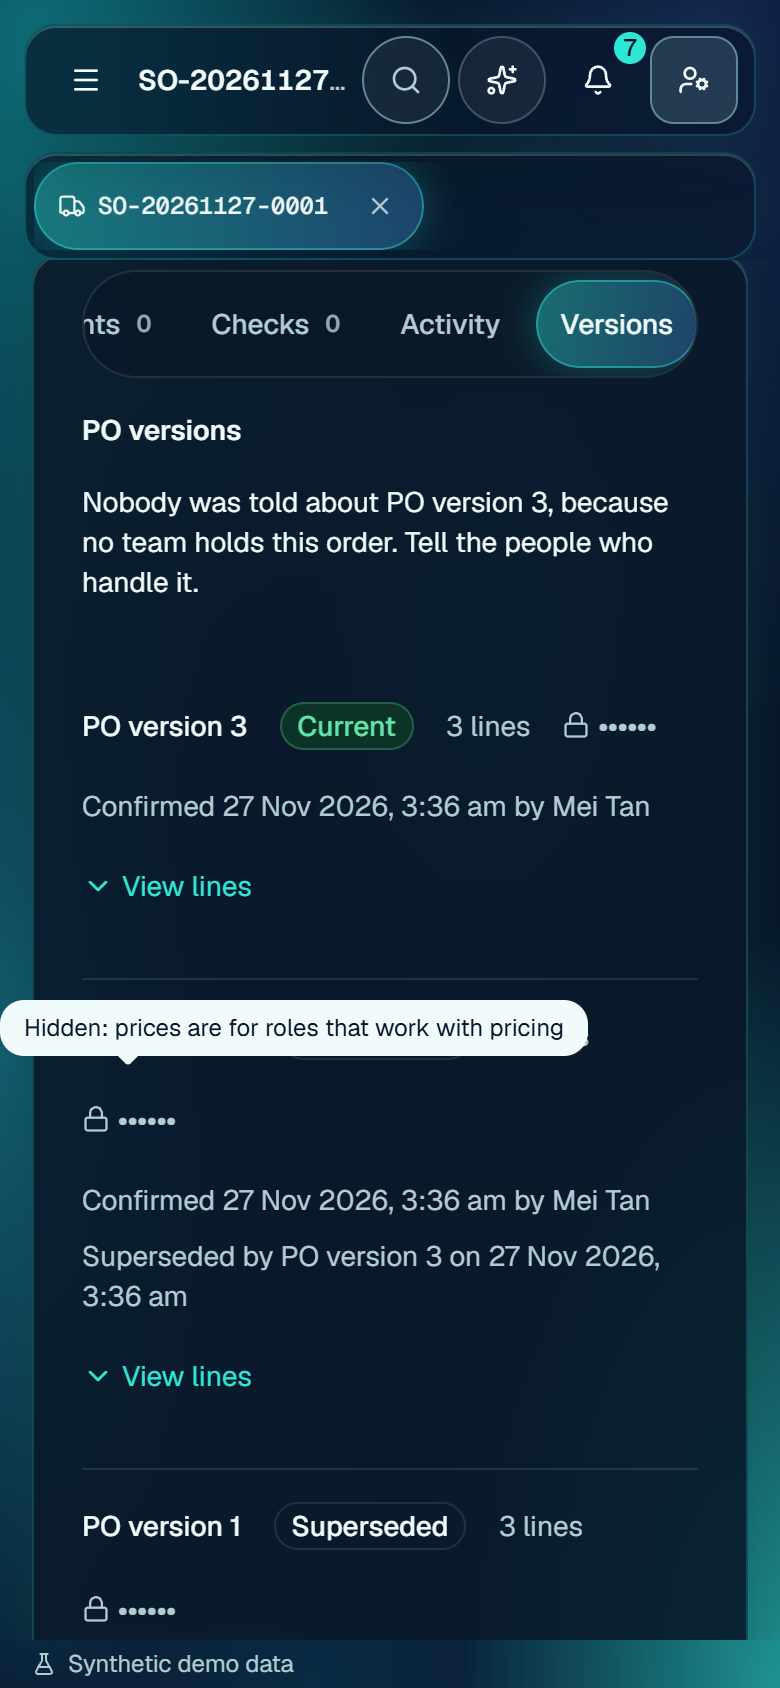 SO-20261127…
7
SO-20261127-0001
nts 0 Checks 0 Activity Versions
PO versions
Nobody was told about PO version 3, because
no team holds this order. Tell the people who
handle it.
PO version 3 Current 3 lines ••••••
Confirmed 27 Nov 2026, 3:36 am by Mei Tan
View lines
Hidden: prices are for roles that work with pricing
••••••
Confirmed 27 Nov 2026, 3:36 am by Mei Tan
Superseded by PO version 3 on 27 Nov 2026,
3:36 am
View lines
PO version 1 Superseded 3 lines
••••••
Synthetic demo data